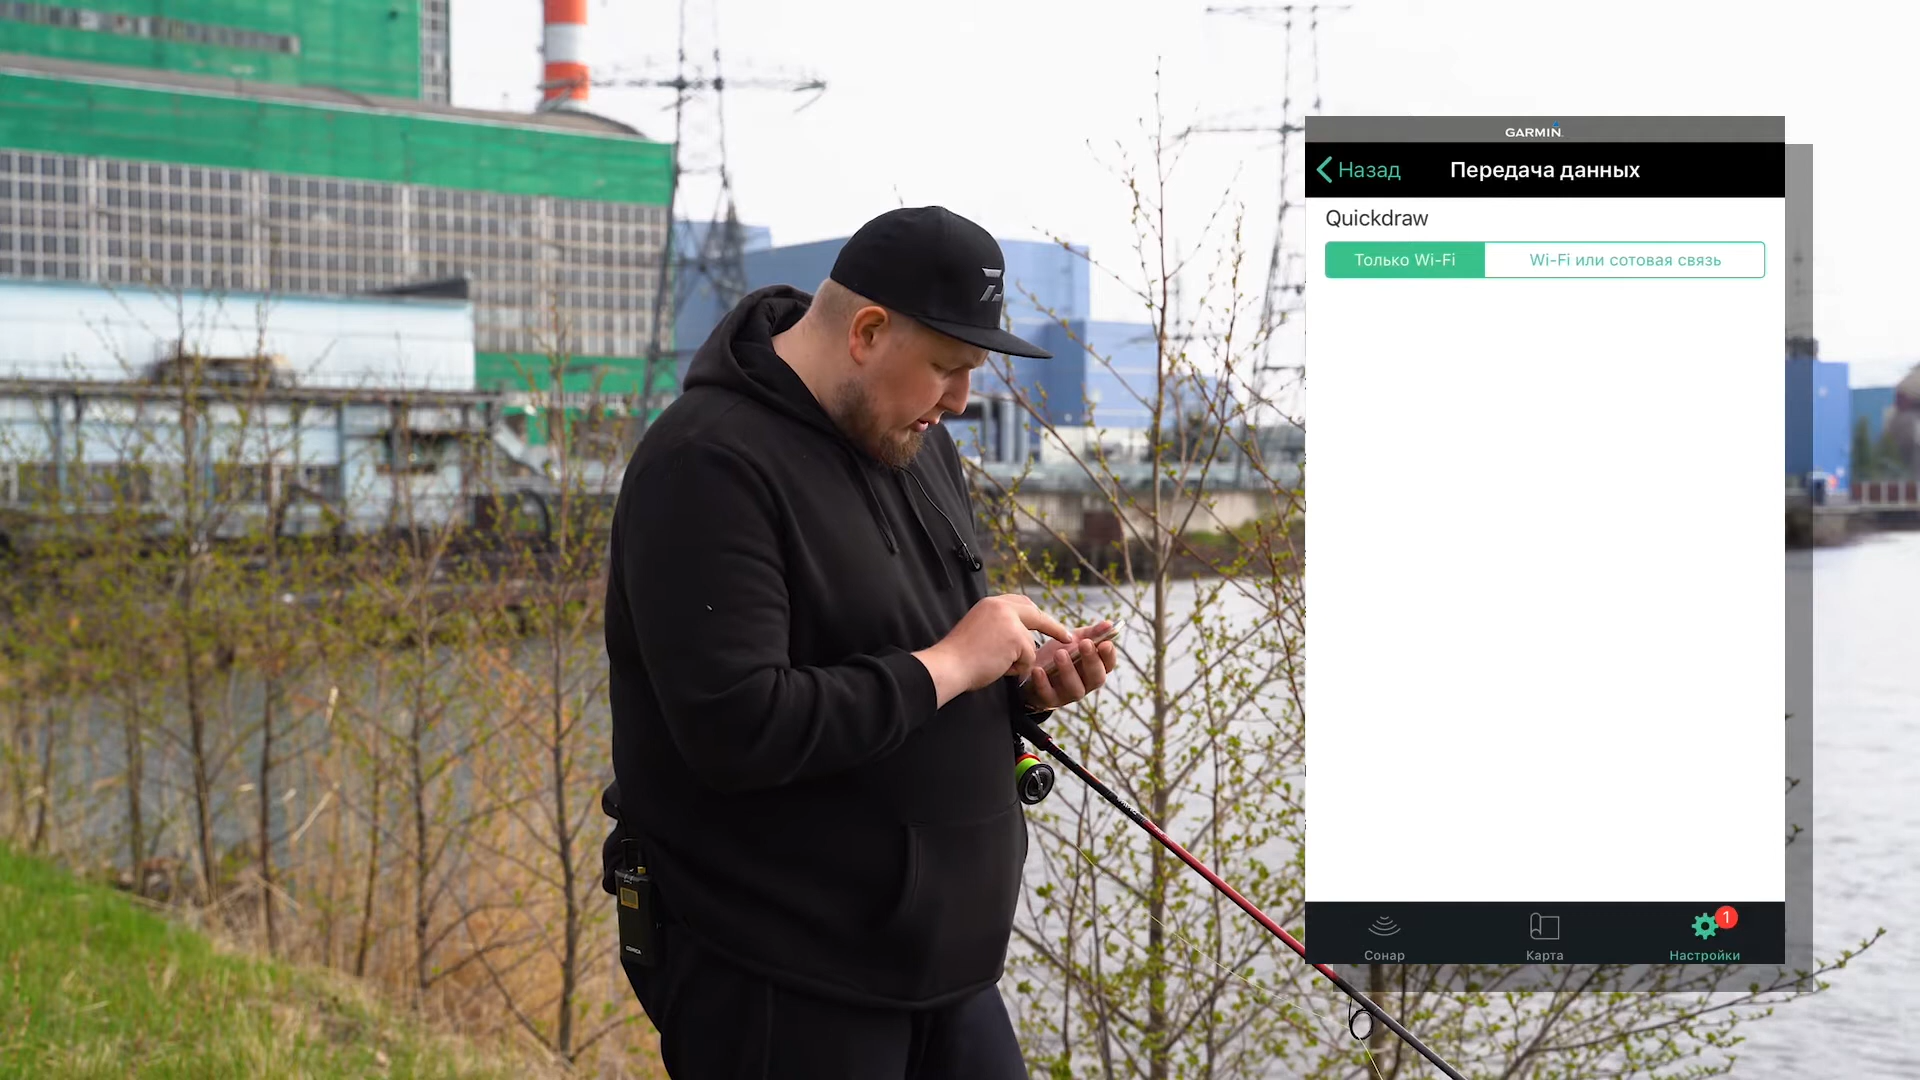 GARMIN
Назад
Передача данных
Quickdraw
Только Wi-Fi
Wi-Fi или сотовая связь
1
Сонар
Карта
Настройки